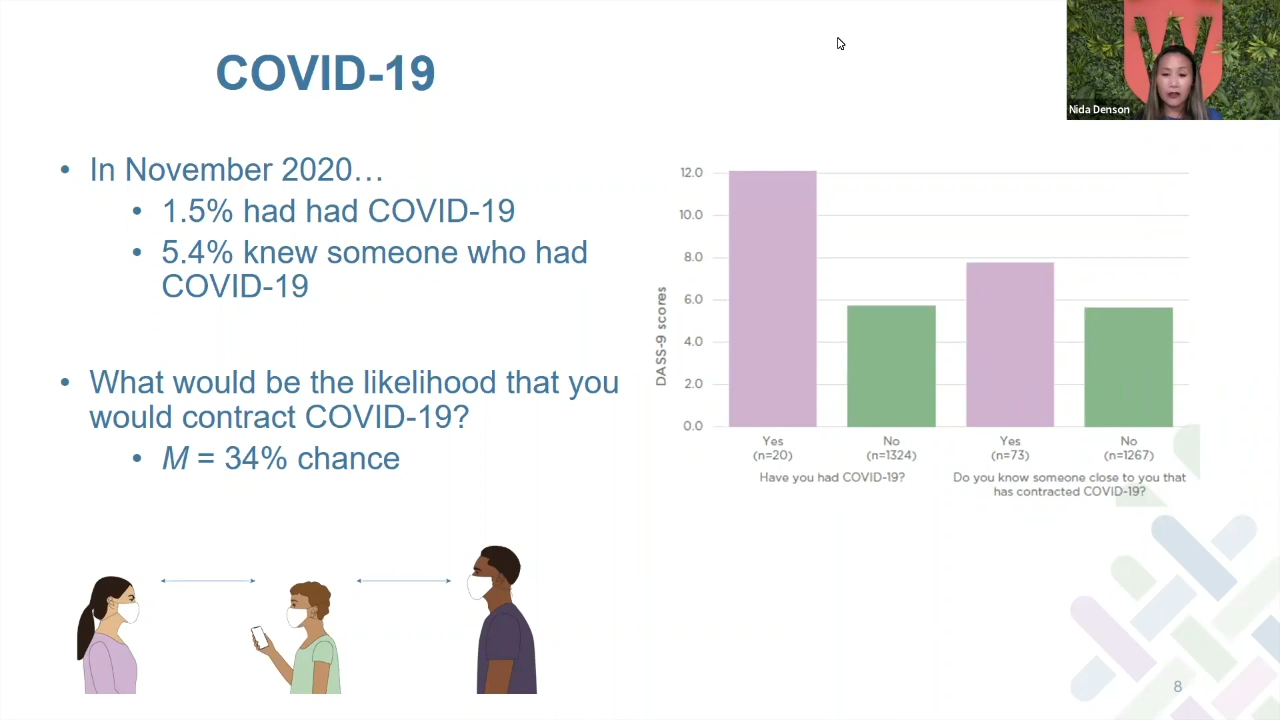 COVID-19
Nida Denson
• In November 2020…
• 1.5% had had COVID-19
• 5.4% knew someone who had
COVID-19
• What would be the likelihood that you
would contract COVID-19?
• M = 34% chance
DASS-9 scores
12.0
10.0
8.0
6.0
4.0
2.0
0.0
Yes
(n=20)
No
(n=1324)
Yes
(n=73)
No
(n=1267)
Have you had COVID-19?
Do you know someone close to you that
has contracted COVID-19?
W
8